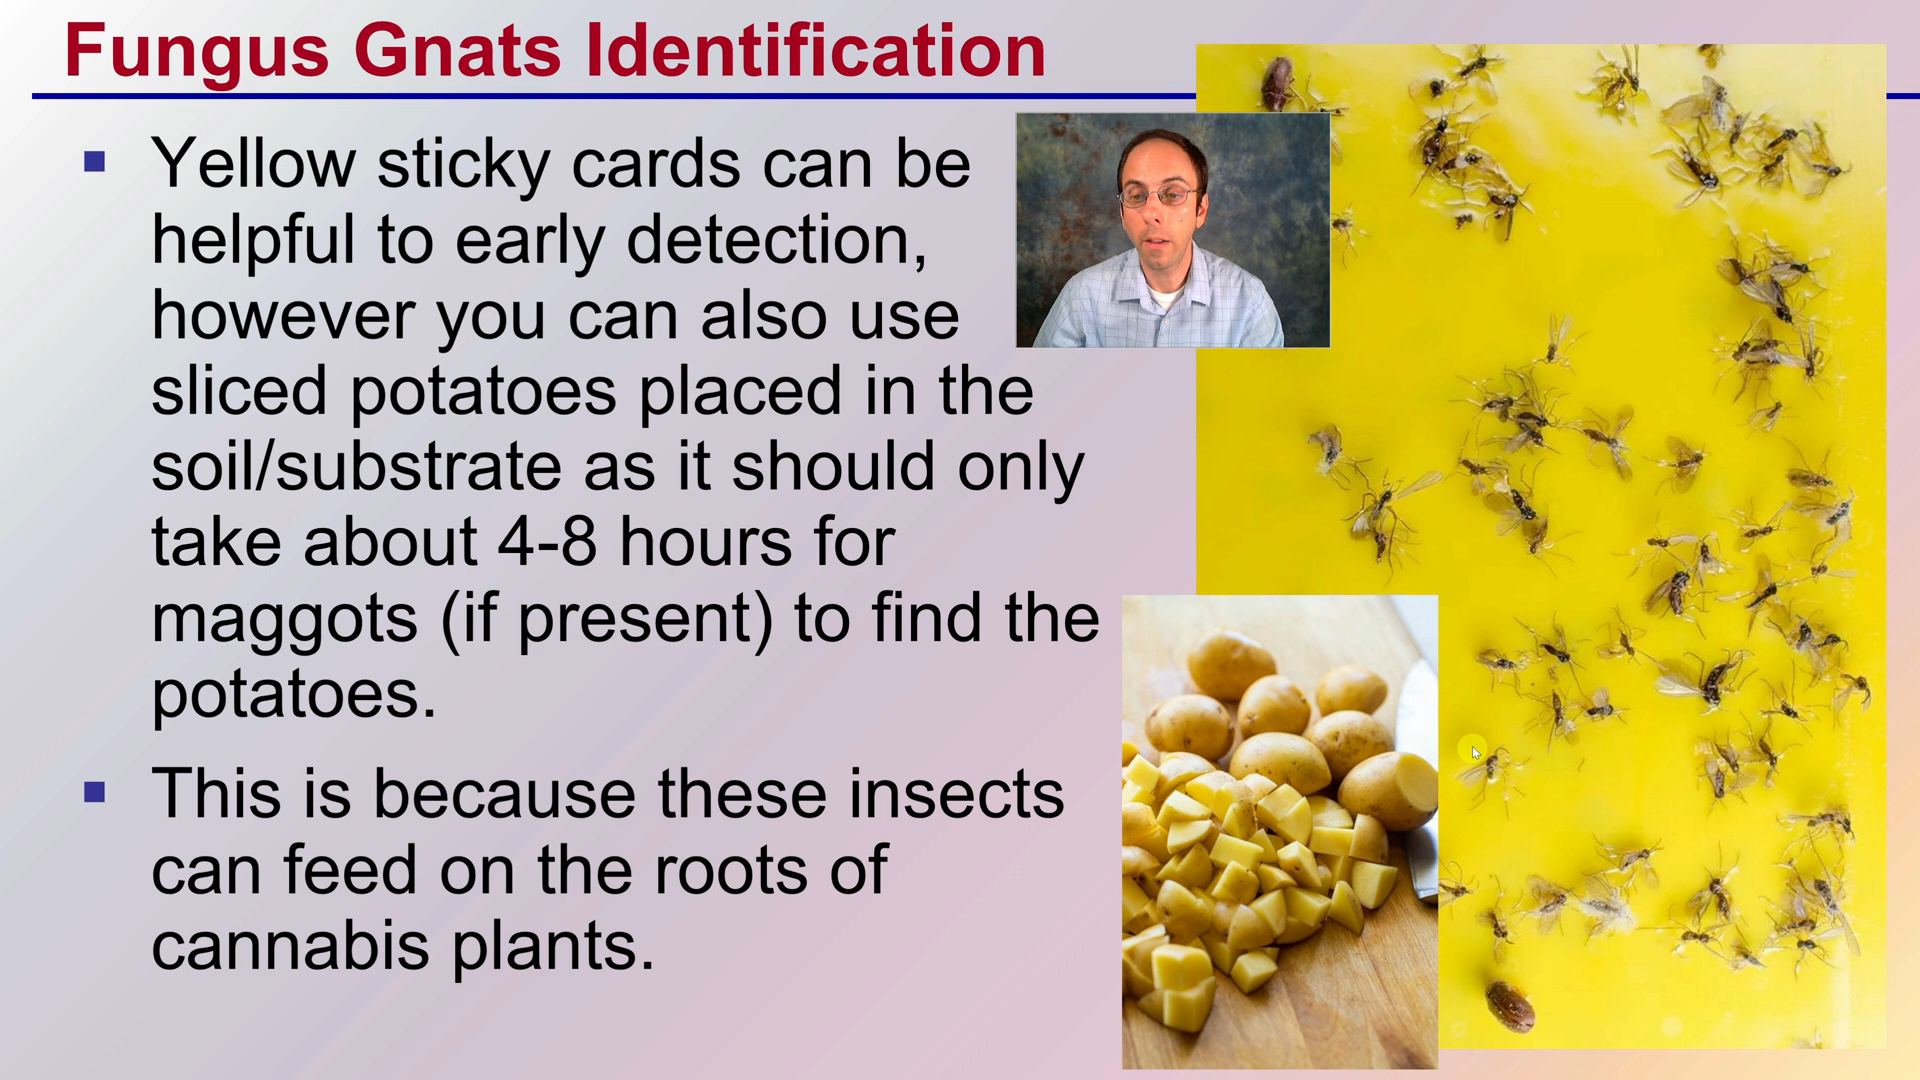 Fungus Gnats Identification
Yellow sticky cards can be
helpful to early detection,
however you can also use
sliced potatoes placed in the
soil/substrate as it should only
take about 4-8 hours for
maggots (if present) to find the
potatoes.
This is because these insects
can feed on the roots of
cannabis plants.